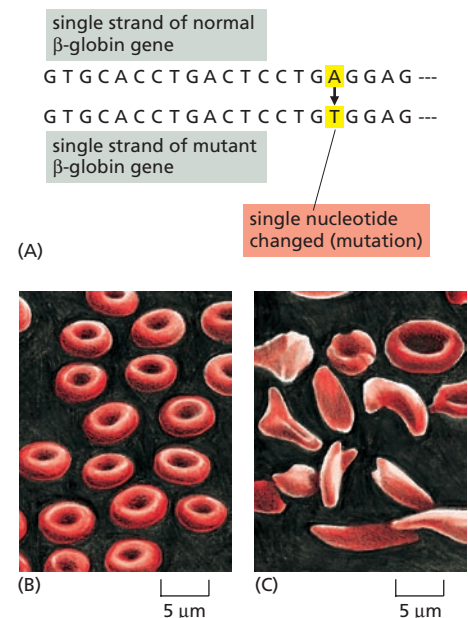 single strand of normal
β-globin gene
G T G C A C C T G A C T C C T G A G G A G ---
G T G C A C C T G A C T C C T G T G G A G ---
single strand of mutant
β-globin gene
single nucleotide
changed (mutation)
(A)
(B)
5 μm
(C)
5 μm